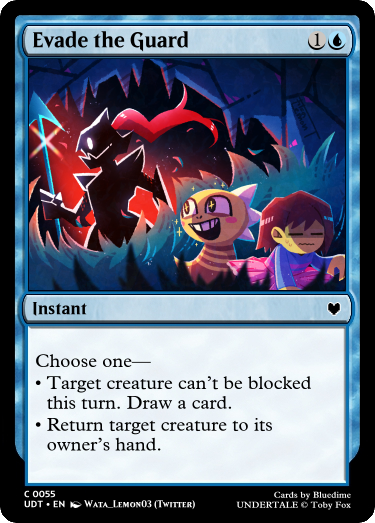 Evade the Guard 1
Instant
Choose one—
• Target creature can't be blocked
this turn. Draw a card.
• Return target creature to its
owner's hand.
C 0055
Cards by Bluedime
UDT • EN Wata_Lemon03 (Twitter)
UNDERTALE © Toby Fox